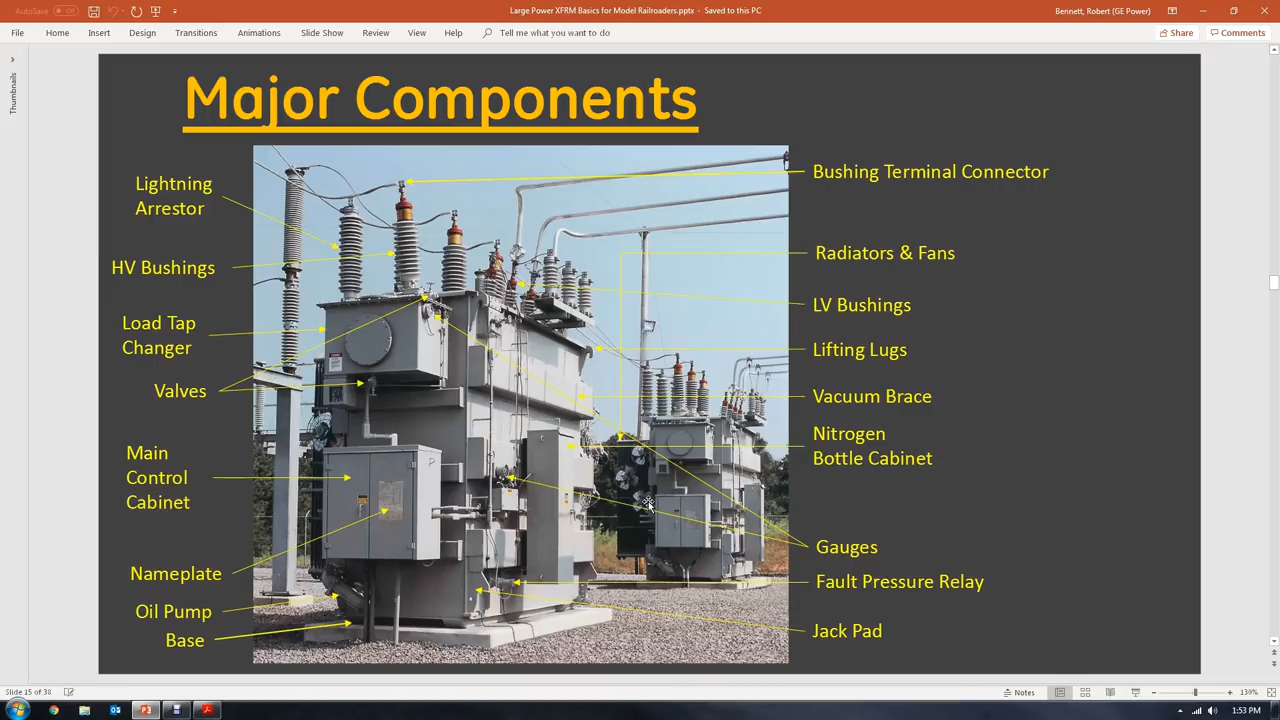 AutoSave
Off
Large Power XFRM Basics for Model Railroaders.pptx - Saved to this PC
Bennett, Robert (GE Power)
File
Home
Insert
Design
Transitions
Animations
Slide Show
Review
View
Help
Tell me what you want to do
Share
Comments
Thumbnails
Major Components
Lightning
Arrestor
HV Bushings
Load Tap
Changer
Valves
Main
Control
Cabinet
Nameplate
Oil Pump
Base
Bushing Terminal Connector
Radiators & Fans
LV Bushings
Lifting Lugs
Vacuum Brace
Nitrogen
Bottle Cabinet
Gauges
Fault Pressure Relay
Jack Pad
Slide 15 of 38
Notes
130%
1:53 PM